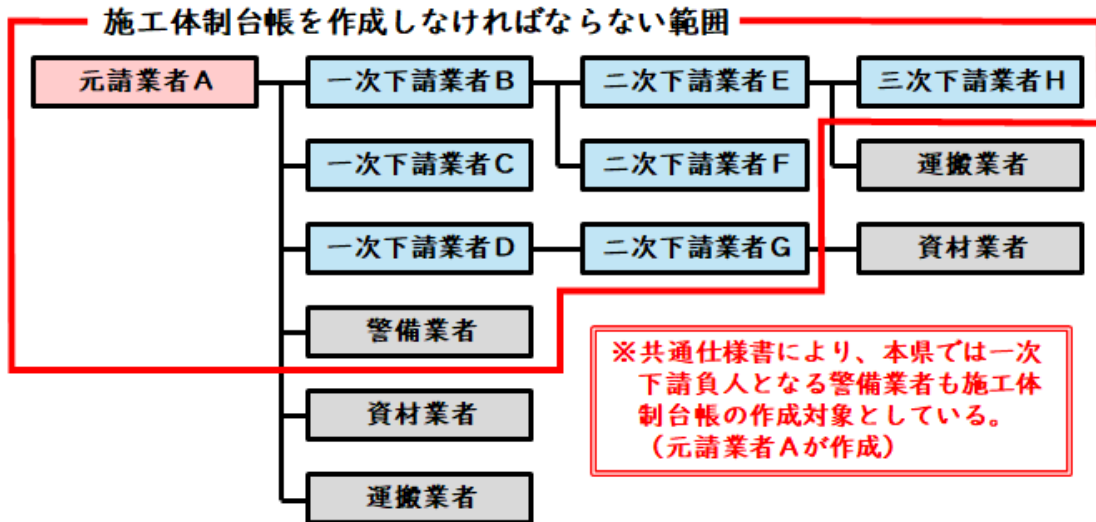 施工体制台帳を作成しなければならない範囲
元請業者A
一次下請業者B
二次下請業者E
三次下請業者H
一次下請業者C
二次下請業者F
運搬業者
一次下請業者D
二次下請業者G
資材業者
警備業者
※共通仕様書により、本県では一次
下請負人となる警備業者も施工体
制台帳の作成対象としている。
（元請業者Aが作成）
資材業者
運搬業者